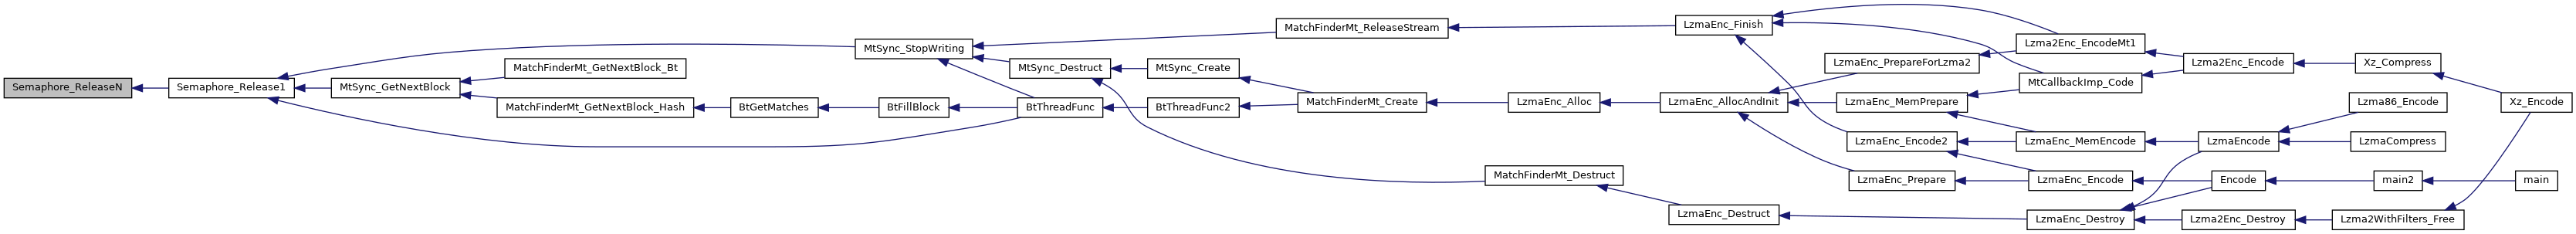 Semaphore_ReleaseN
Semaphore_Release1
MtSync_GetNextBlock
MatchFinderMt_GetNextBlock_Bt
MatchFinderMt_GetNextBlock_Hash
BtGetMatches
MtSync_StopWriting
BtFillBlock
MtSync_Destruct
BtThreadFunc
MtSync_Create
BtThreadFunc2
MatchFinderMt_ReleaseStream
MatchFinderMt_Create
MatchFinderMt_Destruct
LzmaEnc_Alloc
LzmaEnc_Finish
LzmaEnc_AllocAndInit
LzmaEnc_Destruct
LzmaEnc_PrepareForLzma2
LzmaEnc_MemPrepare
LzmaEnc_Encode2
LzmaEnc_Prepare
Lzma2Enc_EncodeMt1
MtCallbackImp_Code
LzmaEnc_MemEncode
LzmaEnc_Encode
LzmaEnc_Destroy
Lzma2Enc_Encode
LzmaEncode
Encode
Lzma2Enc_Destroy
Xz_Compress
Lzma86_Encode
LzmaCompress
main2
Lzma2WithFilters_Free
Xz_Encode
main